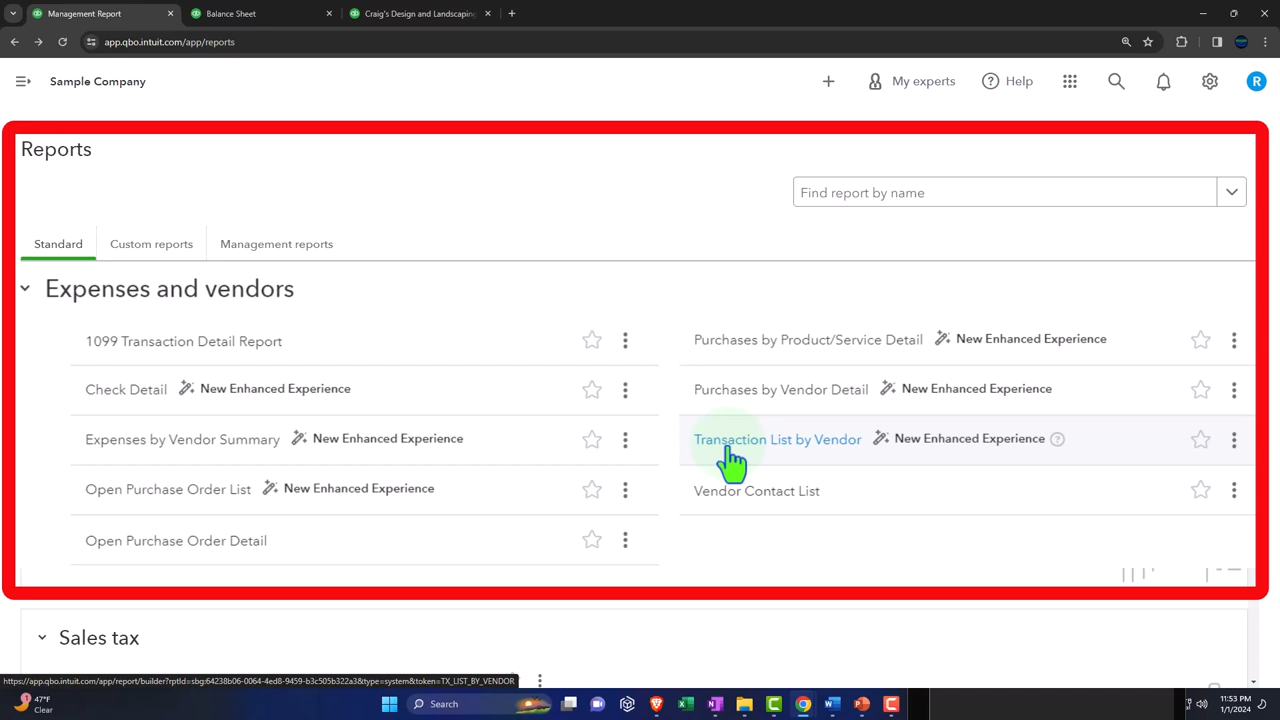 Management Report
Balance Sheet
Craig's Design and Landscaping
app.qbo.intuit.com/app/reports
Sample Company
My experts
Help
R
Reports
Find report by name
Standard
Custom reports
Management reports
Expenses and vendors
1099 Transaction Detail Report
Purchases by Product/Service Detail New Enhanced Experience
Check Detail New Enhanced Experience
Purchases by Vendor Detail New Enhanced Experience
Expenses by Vendor Summary New Enhanced Experience
Transaction List by Vendor New Enhanced Experience
Open Purchase Order List New Enhanced Experience
Vendor Contact List
Open Purchase Order Detail
Sales tax
https://app.qbo.intuit.com/app/report/builder?rptId=sbg:64238b06-0064-4ed8-9459-b3c505b322a3&type=system&token=TX_LIST_BY_VENDOR
1
47°F
Clear
Search
11:53 PM
1/1/2024